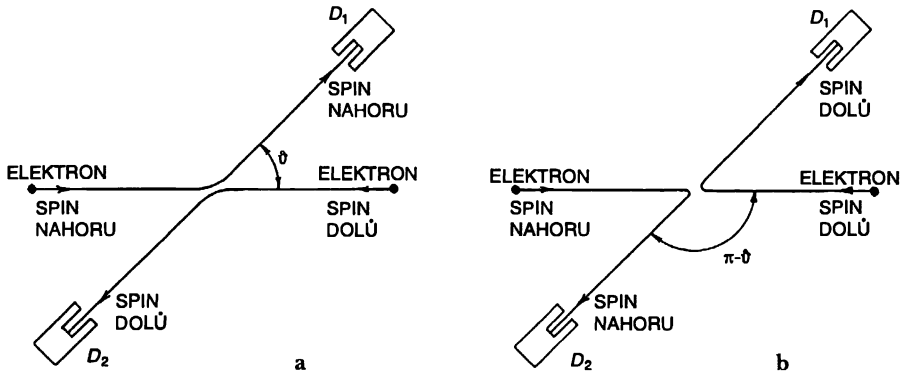 D₁
SPIN
NAHORU
ϑ
ELEKTRON
SPIN
NAHORU
ELEKTRON
SPIN
DOLŮ
SPIN
DOLŮ
D₂
a
D₁
SPIN
DOLŮ
ELEKTRON
SPIN
NAHORU
ELEKTRON
SPIN
DOLŮ
π-ϑ
SPIN
NAHORU
D₂
b